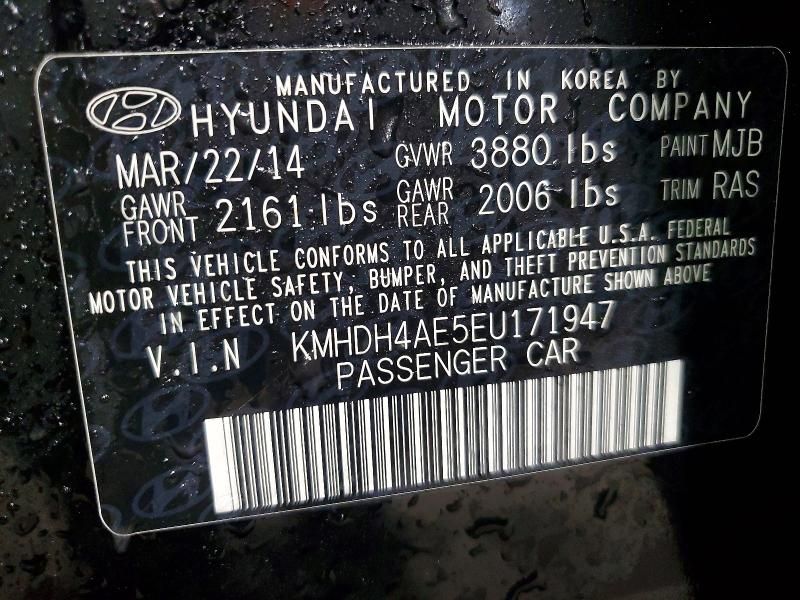 MANUFACTURED IN KOREA BY
HYUNDAI MOTOR COMPANY
MAR/22/14 GVWR 3880 lbs PAINT MJB
GAWR FRONT 2161 lbs GAWR REAR 2006 lbs TRIM RAS
THIS VEHICLE CONFORMS TO ALL APPLICABLE U.S.A. FEDERAL
MOTOR VEHICLE SAFETY, BUMPER, AND THEFT PREVENTION STANDARDS
IN EFFECT ON THE DATE OF MANUFACTURE SHOWN ABOVE
V.I.N KMHDH4AE5EU171947
PASSENGER CAR